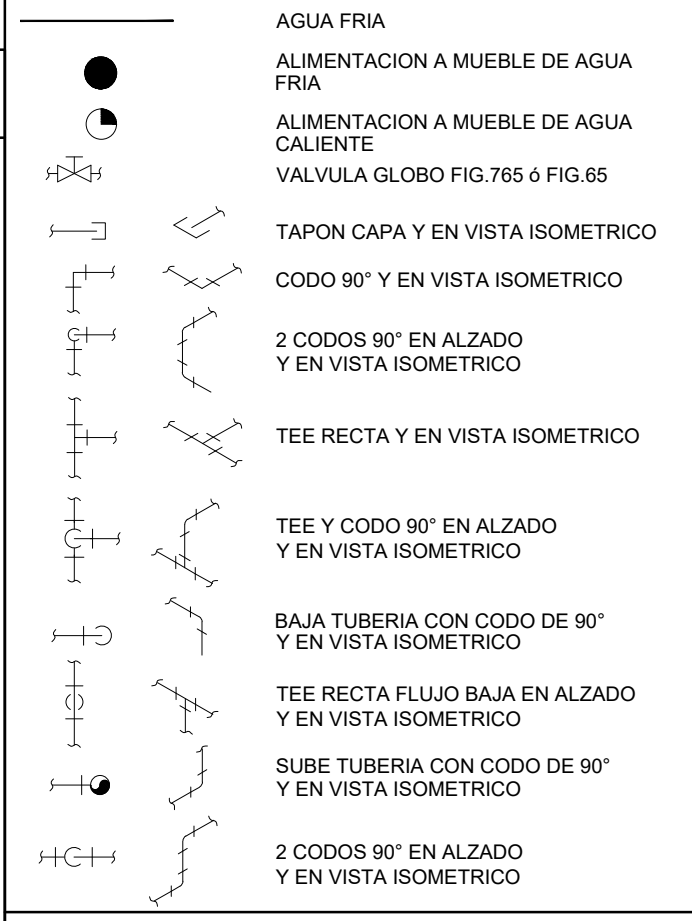 AGUA FRIA
ALIMENTACION A MUEBLE DE AGUA
FRIA
ALIMENTACION A MUEBLE DE AGUA
CALIENTE
VALVULA GLOBO FIG.765 ó FIG.65
TAPON CAPA Y EN VISTA ISOMETRICO
CODO 90° Y EN VISTA ISOMETRICO
2 CODOS 90° EN ALZADO
Y EN VISTA ISOMETRICO
TEE RECTA Y EN VISTA ISOMETRICO
TEE Y CODO 90° EN ALZADO
Y EN VISTA ISOMETRICO
BAJA TUBERIA CON CODO DE 90°
Y EN VISTA ISOMETRICO
TEE RECTA FLUJO BAJA EN ALZADO
Y EN VISTA ISOMETRICO
SUBE TUBERIA CON CODO DE 90°
Y EN VISTA ISOMETRICO
2 CODOS 90° EN ALZADO
Y EN VISTA ISOMETRICO